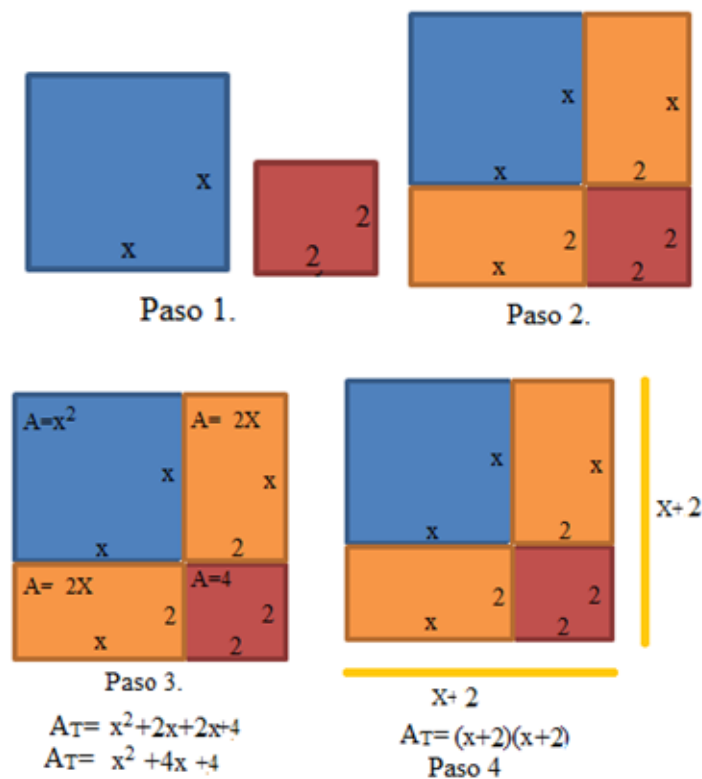 x
x
2
2
Paso 1.
x
x
x
2
2
x
2
2
Paso 2.
A=x²
A= 2X
x
x
x
2
A= 2X
A=4
2
x
2
2
Paso 3.
AT= x²+2x+2x+4
AT= x² +4x +4
x
x
x
2
2
x
2
2
X+ 2
X+ 2
AT= (x+2)(x+2)
Paso 4